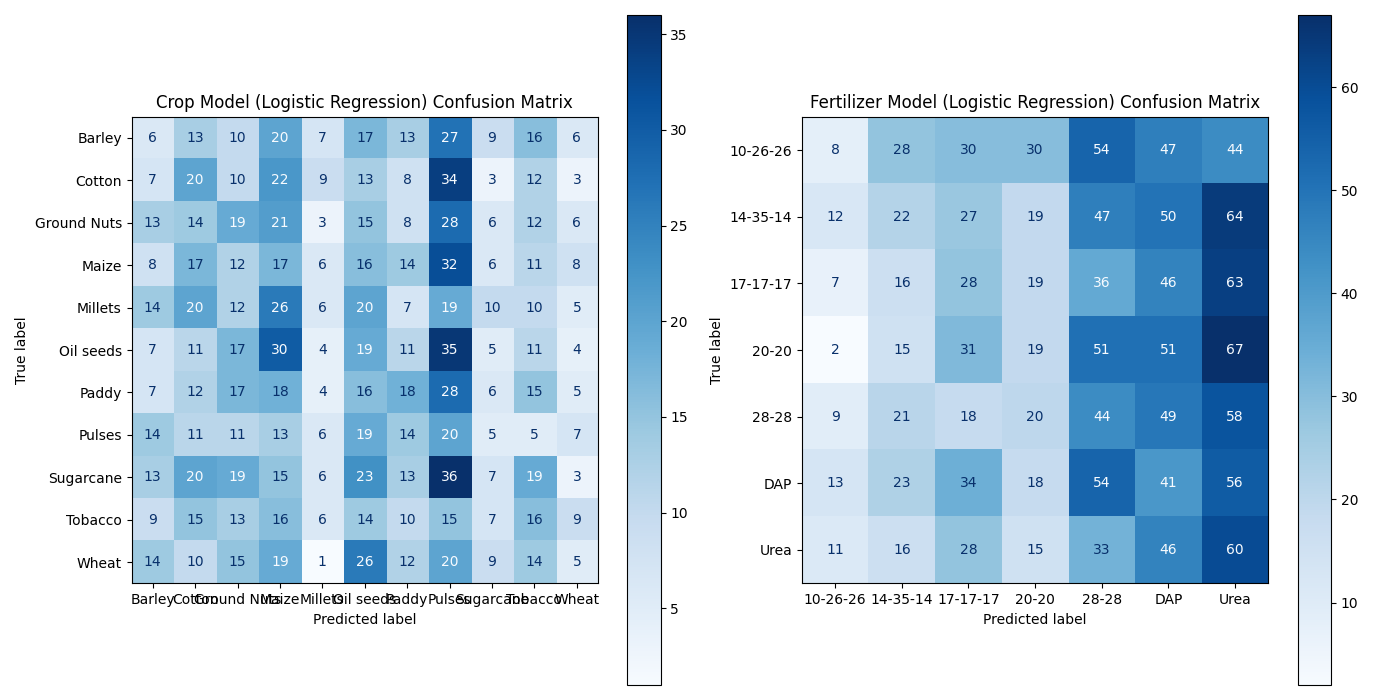 Crop Model (Logistic Regression) Confusion Matrix
Barley 6 13 10 20 7 17 13 27 9 16 6
Cotton 7 20 10 22 9 13 8 34 3 12 3
Ground Nuts 13 14 19 21 3 15 8 28 6 12 6
Maize 8 17 12 17 6 16 14 32 6 11 8
Millets 14 20 12 26 6 20 7 19 10 10 5
Oil seeds 7 11 17 30 4 19 11 35 5 11 4
Paddy 7 12 17 18 4 16 18 28 6 15 5
Pulses 14 11 11 13 6 19 14 20 5 5 7
Sugarcane 13 20 19 15 6 23 13 36 7 19 3
Tobacco 9 15 13 16 6 14 10 15 7 16 9
Wheat 14 10 15 19 1 26 12 20 9 14 5
Barley Cotton Ground Nuts Maize Millets Oil seeds Paddy Pulses Sugarcane Tobacco Wheat
Predicted label
True label
35
30
25
20
15
10
5
Fertilizer Model (Logistic Regression) Confusion Matrix
10-26-26 8 28 30 30 54 47 44
14-35-14 12 22 27 19 47 50 64
17-17-17 7 16 28 19 36 46 63
20-20 2 15 31 19 51 51 67
28-28 9 21 18 20 44 49 58
DAP 13 23 34 18 54 41 56
Urea 11 16 28 15 33 46 60
10-26-26 14-35-14 17-17-17 20-20 28-28 DAP Urea
Predicted label
True label
60
50
40
30
20
10